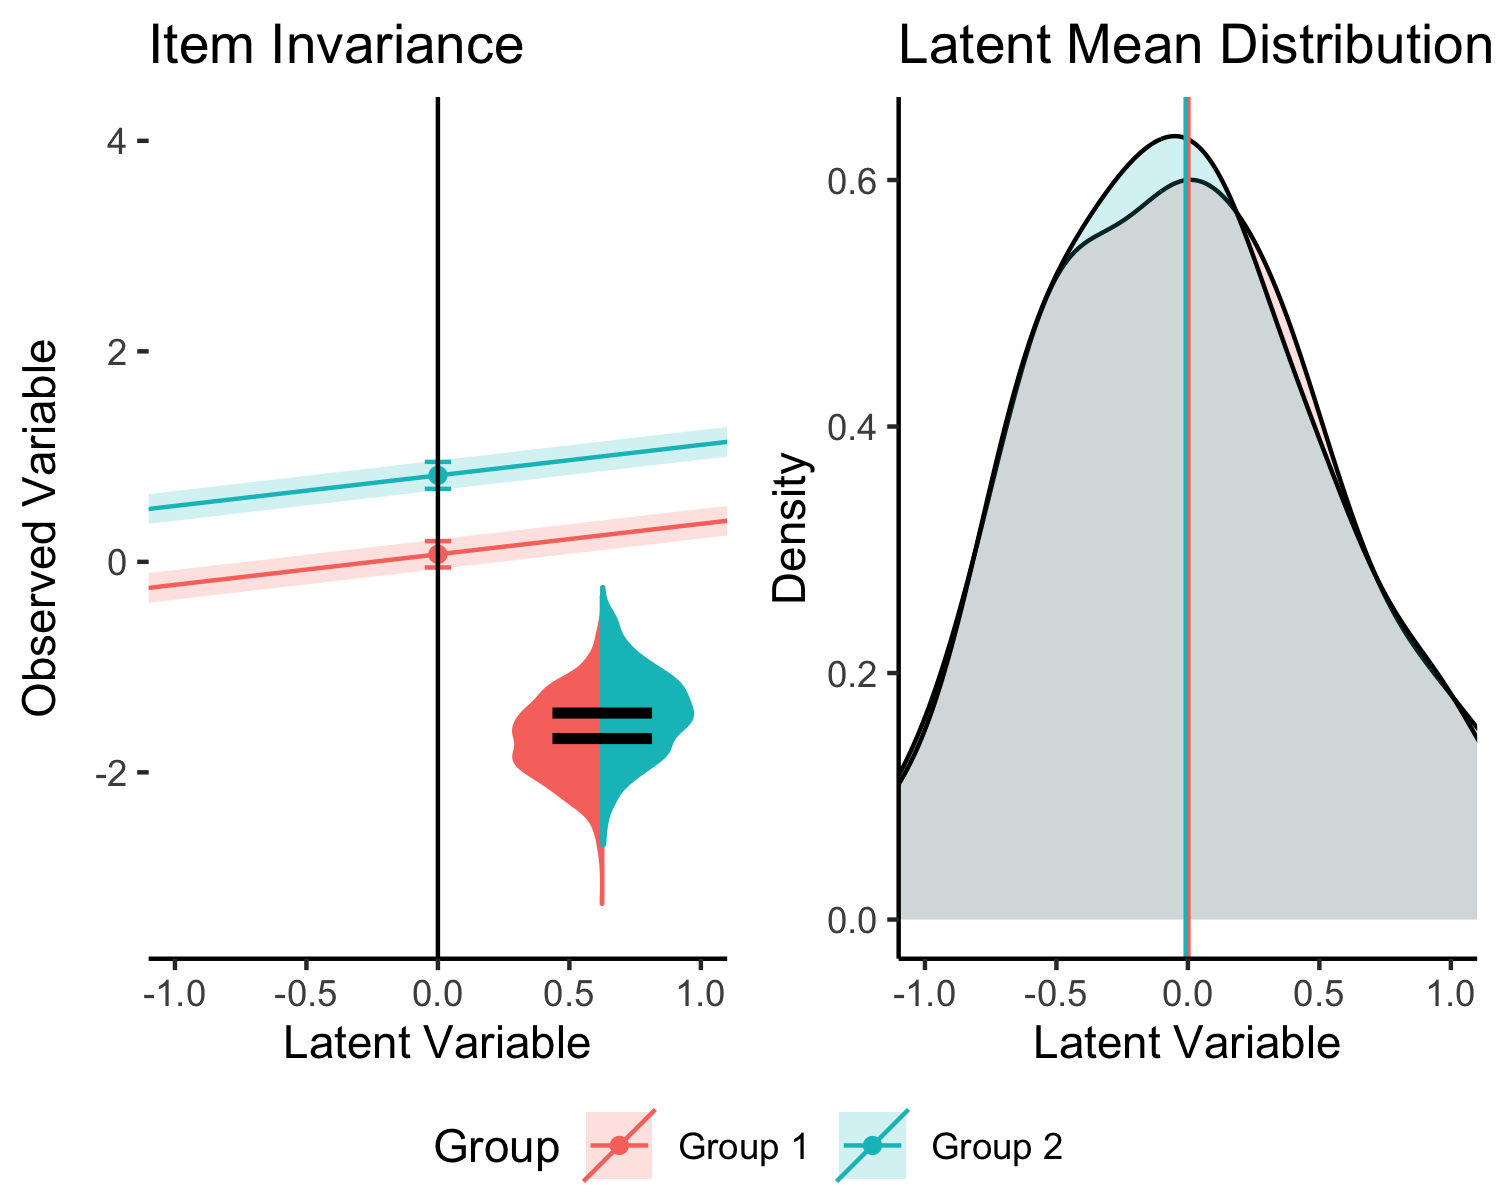 Item Invariance
Latent Mean Distribution
Observed Variable
4
2
0
-2
-1.0
-0.5
0.0
0.5
1.0
Latent Variable
Density
0.6
0.4
0.2
0.0
-1.0
-0.5
0.0
0.5
1.0
Latent Variable
Group
Group 1
Group 2